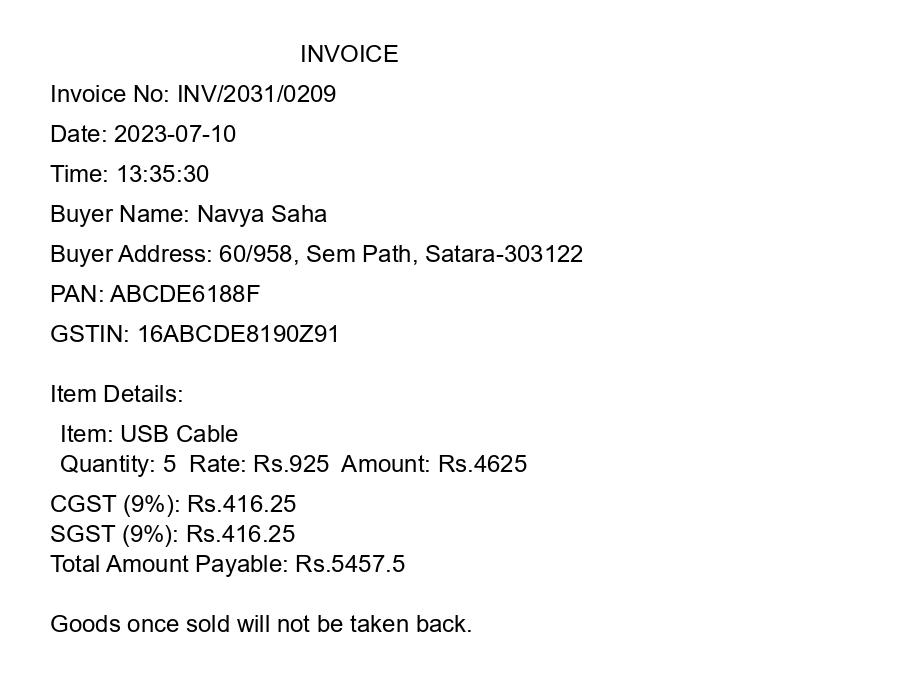 INVOICE
Invoice No: INV/2031/0209
Date: 2023-07-10
Time: 13:35:30
Buyer Name: Navya Saha
Buyer Address: 60/958, Sem Path, Satara-303122
PAN: ABCDE6188F
GSTIN: 16ABCDE8190Z91
Item Details:
Item: USB Cable
Quantity: 5  Rate: Rs.925  Amount: Rs.4625
CGST (9%): Rs.416.25
SGST (9%): Rs.416.25
Total Amount Payable: Rs.5457.5
Goods once sold will not be taken back.